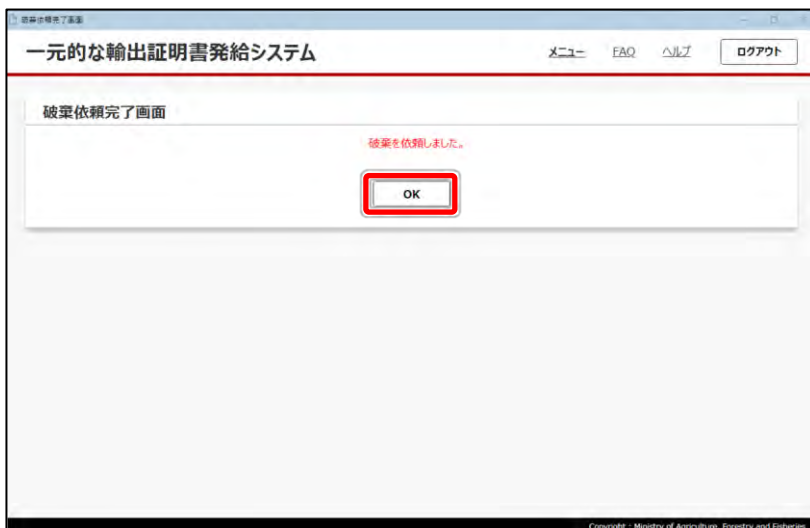 破棄依頼完了画面
一元的な輸出証明書発給システム
メニュー FAQ ヘルプ ログアウト
破棄依頼完了画面
破棄を依頼しました。
OK
Copyright : Ministry of Agriculture, Forestry and Fisheries